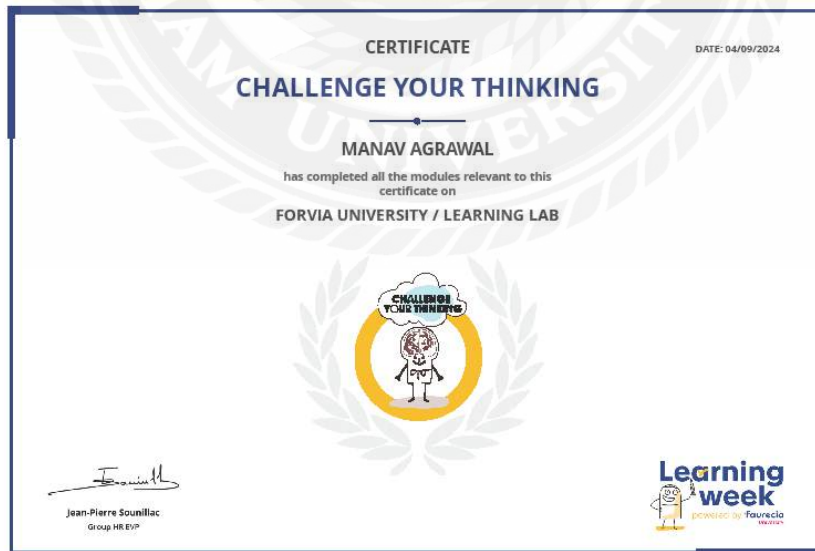 CERTIFICATE
DATE: 04/09/2024
CHALLENGE YOUR THINKING
MANAV AGRAWAL
has completed all the modules relevant to this
certificate on
FORVIA UNIVERSITY / LEARNING LAB
AM UNIVERSIT
CHALLENGE
YOUR THINKING
Jean-Pierre Sounillac
Group HR EVP
Learning
week
powered by faurecia